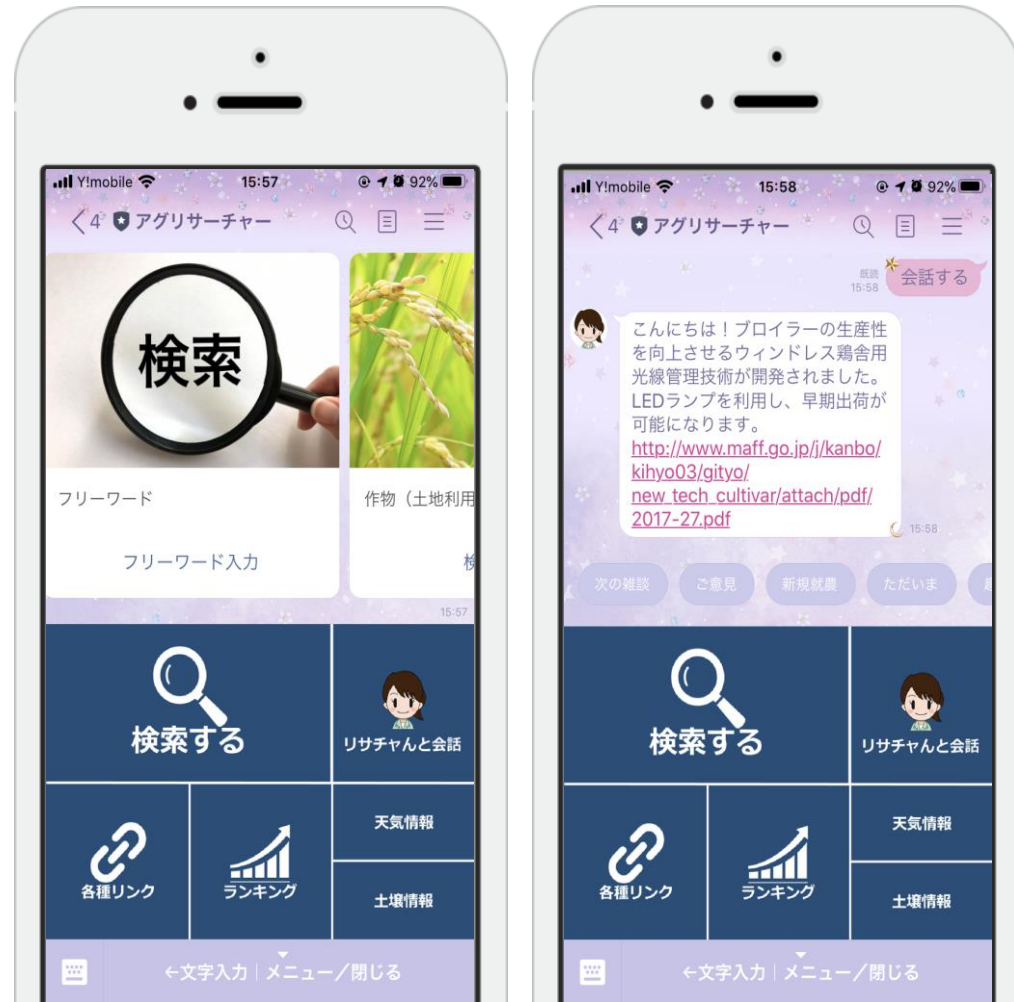 Y!mobile 15:57 92%
4 アグリサーチャー
検索
フリーワード
フリーワード入力
作物（土地利用
検
15:57
検索する
リサチャんと会話
各種リンク
ランキング
天気情報
土壌情報
←文字入力 | メニュー／閉じる
Y!mobile 15:58 92%
4 アグリサーチャー
既読
15:58
会話する
こんにちは！ブロイラーの生産性
を向上させるウィンドレス鶏舎用
光線管理技術が開発されました。
LEDランプを利用し、早期出荷が
可能になります。
http://www.maff.go.jp/j/kanbo/
kihyo03/gityo/
new_tech_cultivar/attach/pdf/
2017-27.pdf
15:58
次の雑談
ご意見
新規就農
ただいま
検索する
リサチャんと会話
各種リンク
ランキング
天気情報
土壌情報
←文字入力 | メニュー／閉じる